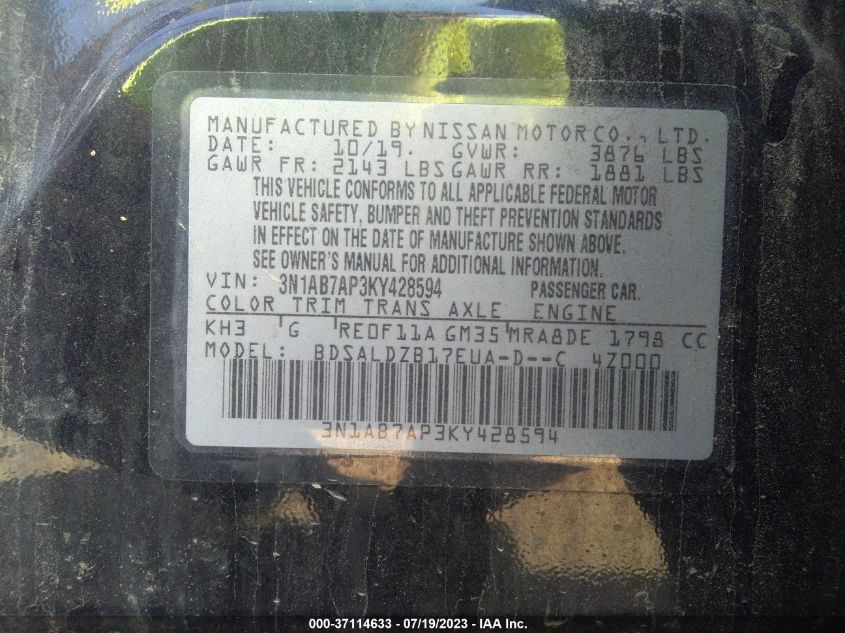 MANUFACTURED BY NISSAN MOTOR CO., LTD.
DATE: 10/19. GVWR: 3876 LBS
GAWR FR: 2143 LBS GAWR RR: 1881 LBS
THIS VEHICLE CONFORMS TO ALL APPLICABLE FEDERAL MOTOR
VEHICLE SAFETY, BUMPER AND THEFT PREVENTION STANDARDS
IN EFFECT ON THE DATE OF MANUFACTURE SHOWN ABOVE.
SEE OWNER'S MANUAL FOR ADDITIONAL INFORMATION.
VIN: 3N1AB7AP3KY428594 PASSENGER CAR.
COLOR TRIM TRANS AXLE ENGINE
KH3 G RE0F11A GM35 MRA8DE 1798 CC
MODEL: BDSALDZB17EUA-D--C 4Z000
3N1AB7AP3KY428594
000-37114633 - 07/19/2023 - IAA Inc.